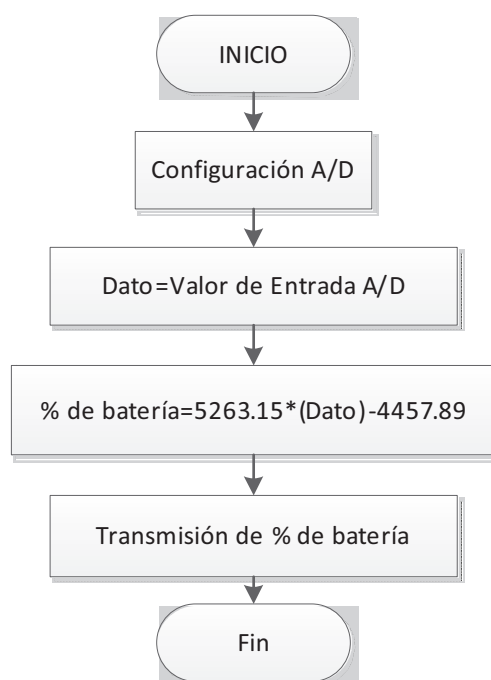 INICIO
Configuración A/D
Dato=Valor de Entrada A/D
% de batería=5263.15*(Dato)-4457.89
Transmisión de % de batería
Fin